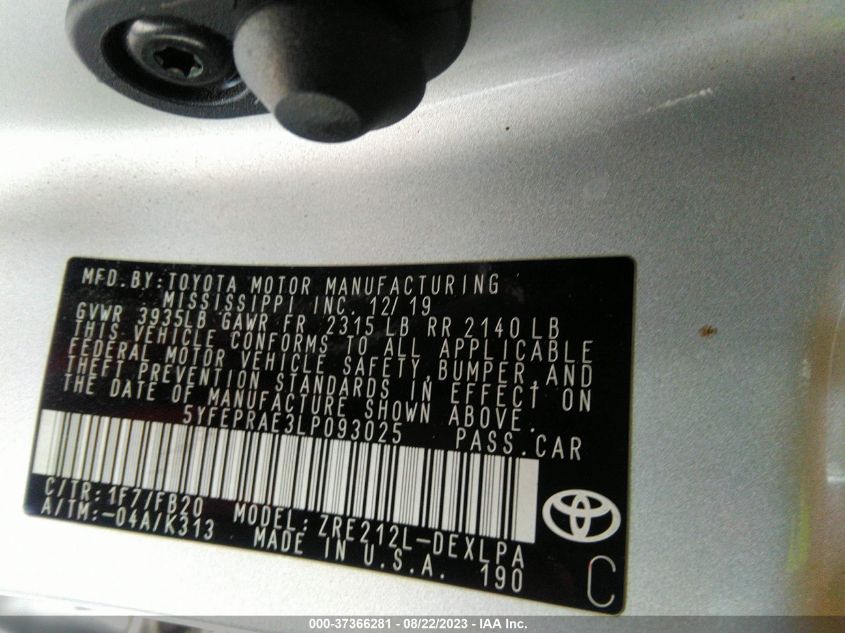 MFD.BY:TOYOTA MOTOR MANUFACTURING
MISSISSIPPI INC. 12/19
GVWR 3935LB GAWR FR 2315 LB RR 2140 LB
THIS VEHICLE CONFORMS TO ALL APPLICABLE
FEDERAL MOTOR VEHICLE SAFETY, BUMPER, AND
THEFT PREVENTION STANDARDS IN EFFECT ON
THE DATE OF MANUFACTURE SHOWN ABOVE.
5YFEPRAE3LP093025 PASS.CAR
C/TR:1F7/FB20 MODEL:ZRE212L-DEXLPA
A/TM:-04A/K313 MADE IN U.S.A. 190
C
000-37366281 - 08/22/2023 - IAA Inc.